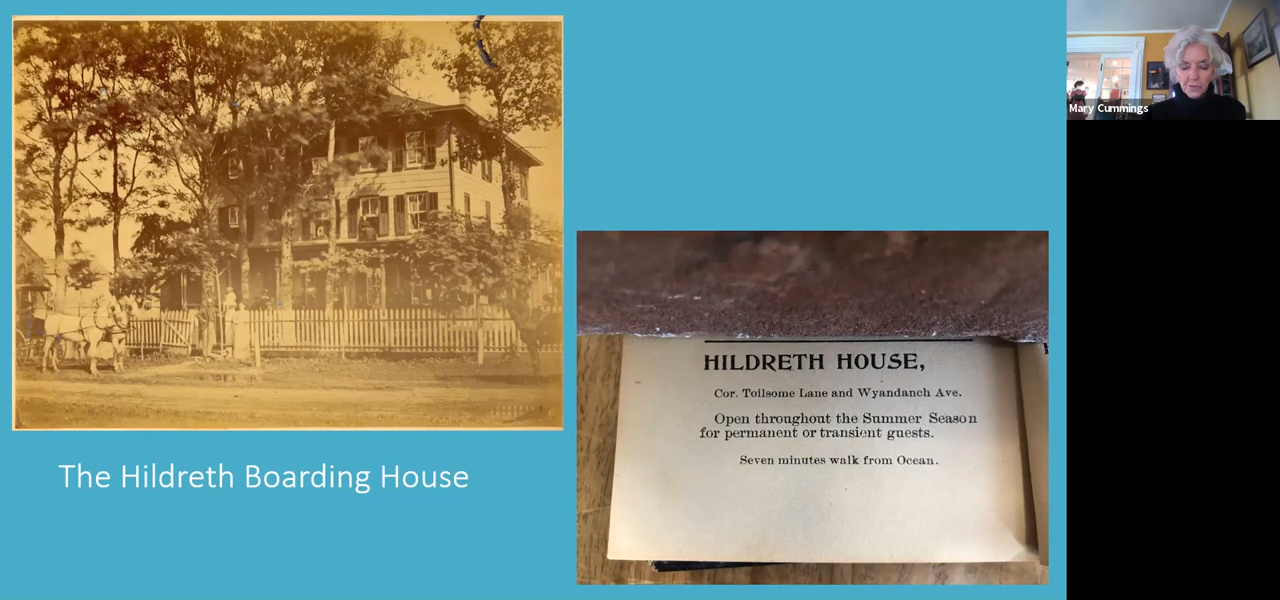 The Hildreth Boarding House
HILDRETH HOUSE,
Cor. Toilsome Lane and Wyandanch Ave.
Open throughout the Summer Season
for permanent or transient guests.
Seven minutes walk from Ocean.
Mary Cummings